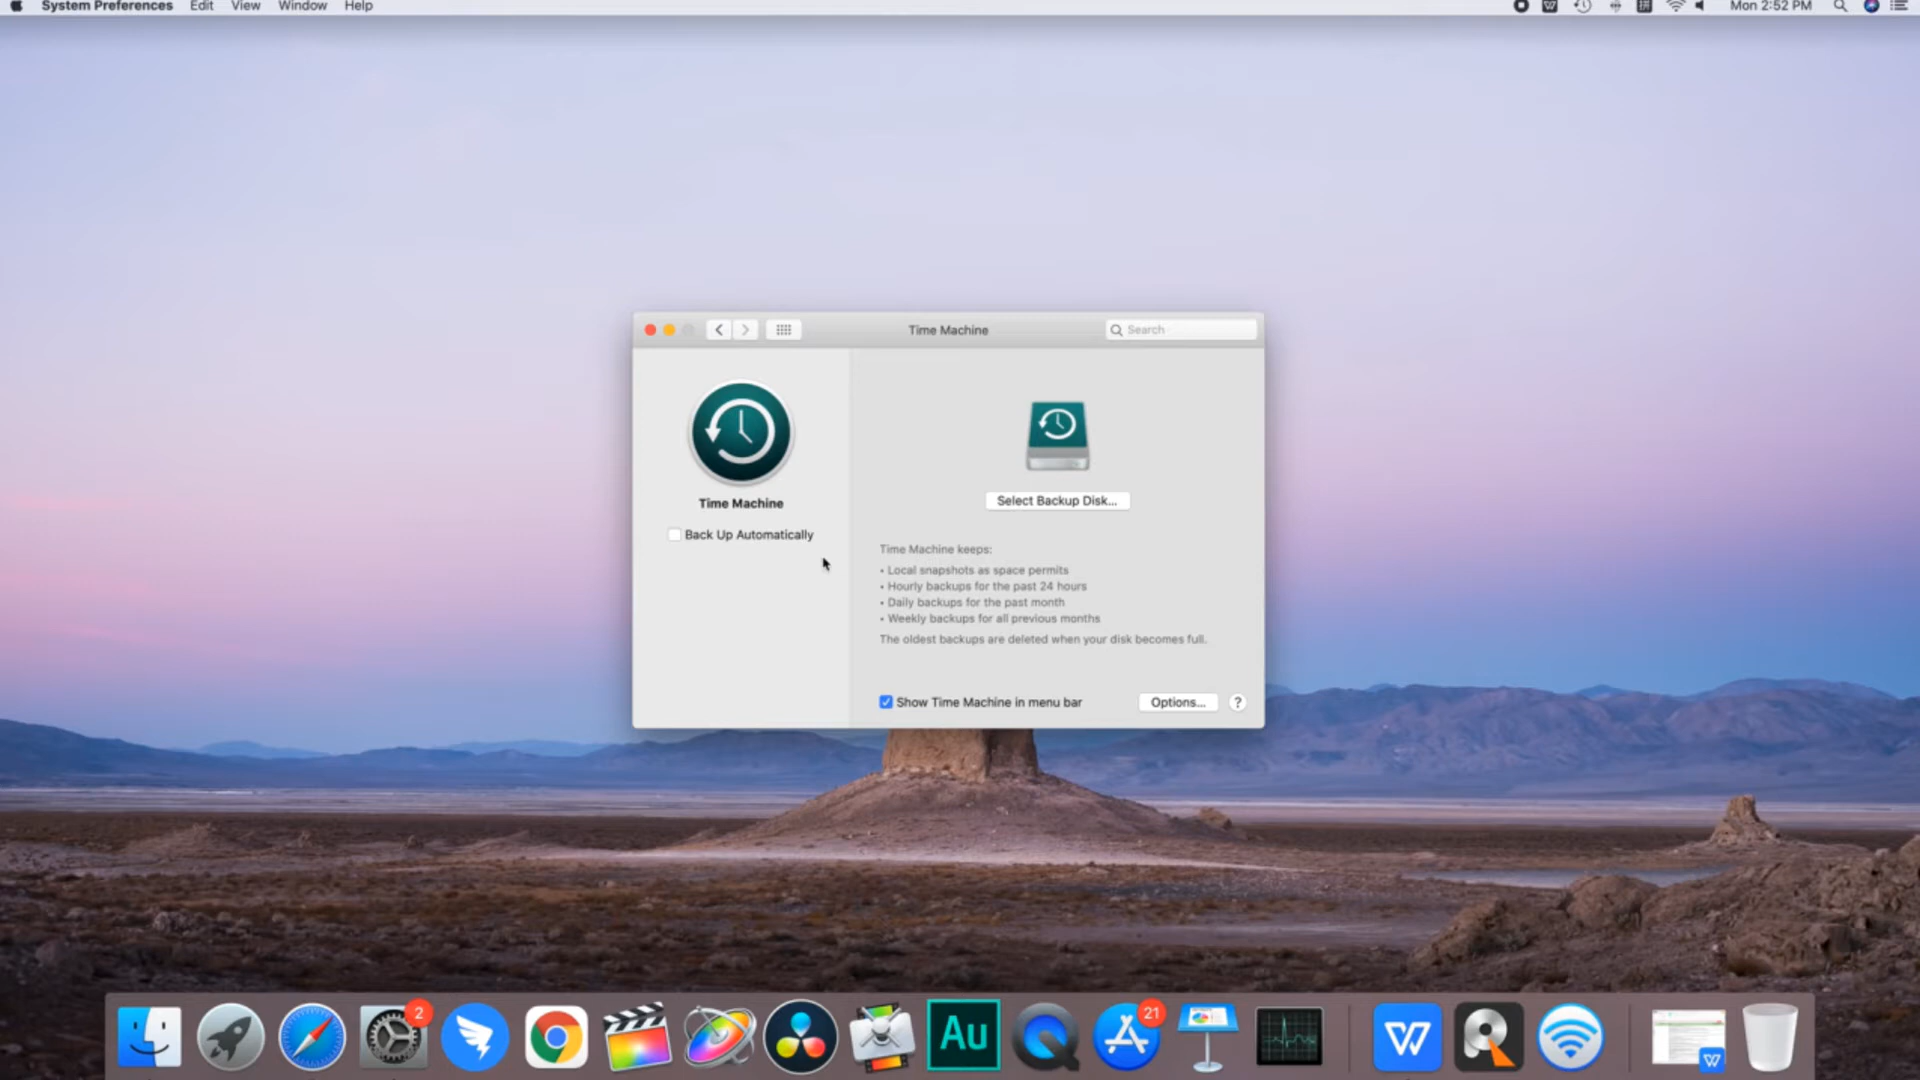 System Preferences Edit View Window Help Mon 2:52 PM
Time Machine Search
Select Backup Disk...
Time Machine
Back Up Automatically
Time Machine keeps:
• Local snapshots as space permits
• Hourly backups for the past 24 hours
• Daily backups for the past month
• Weekly backups for all previous months
The oldest backups are deleted when your disk becomes full.
Show Time Machine in menu bar Options... ?
2 21
Au W
W